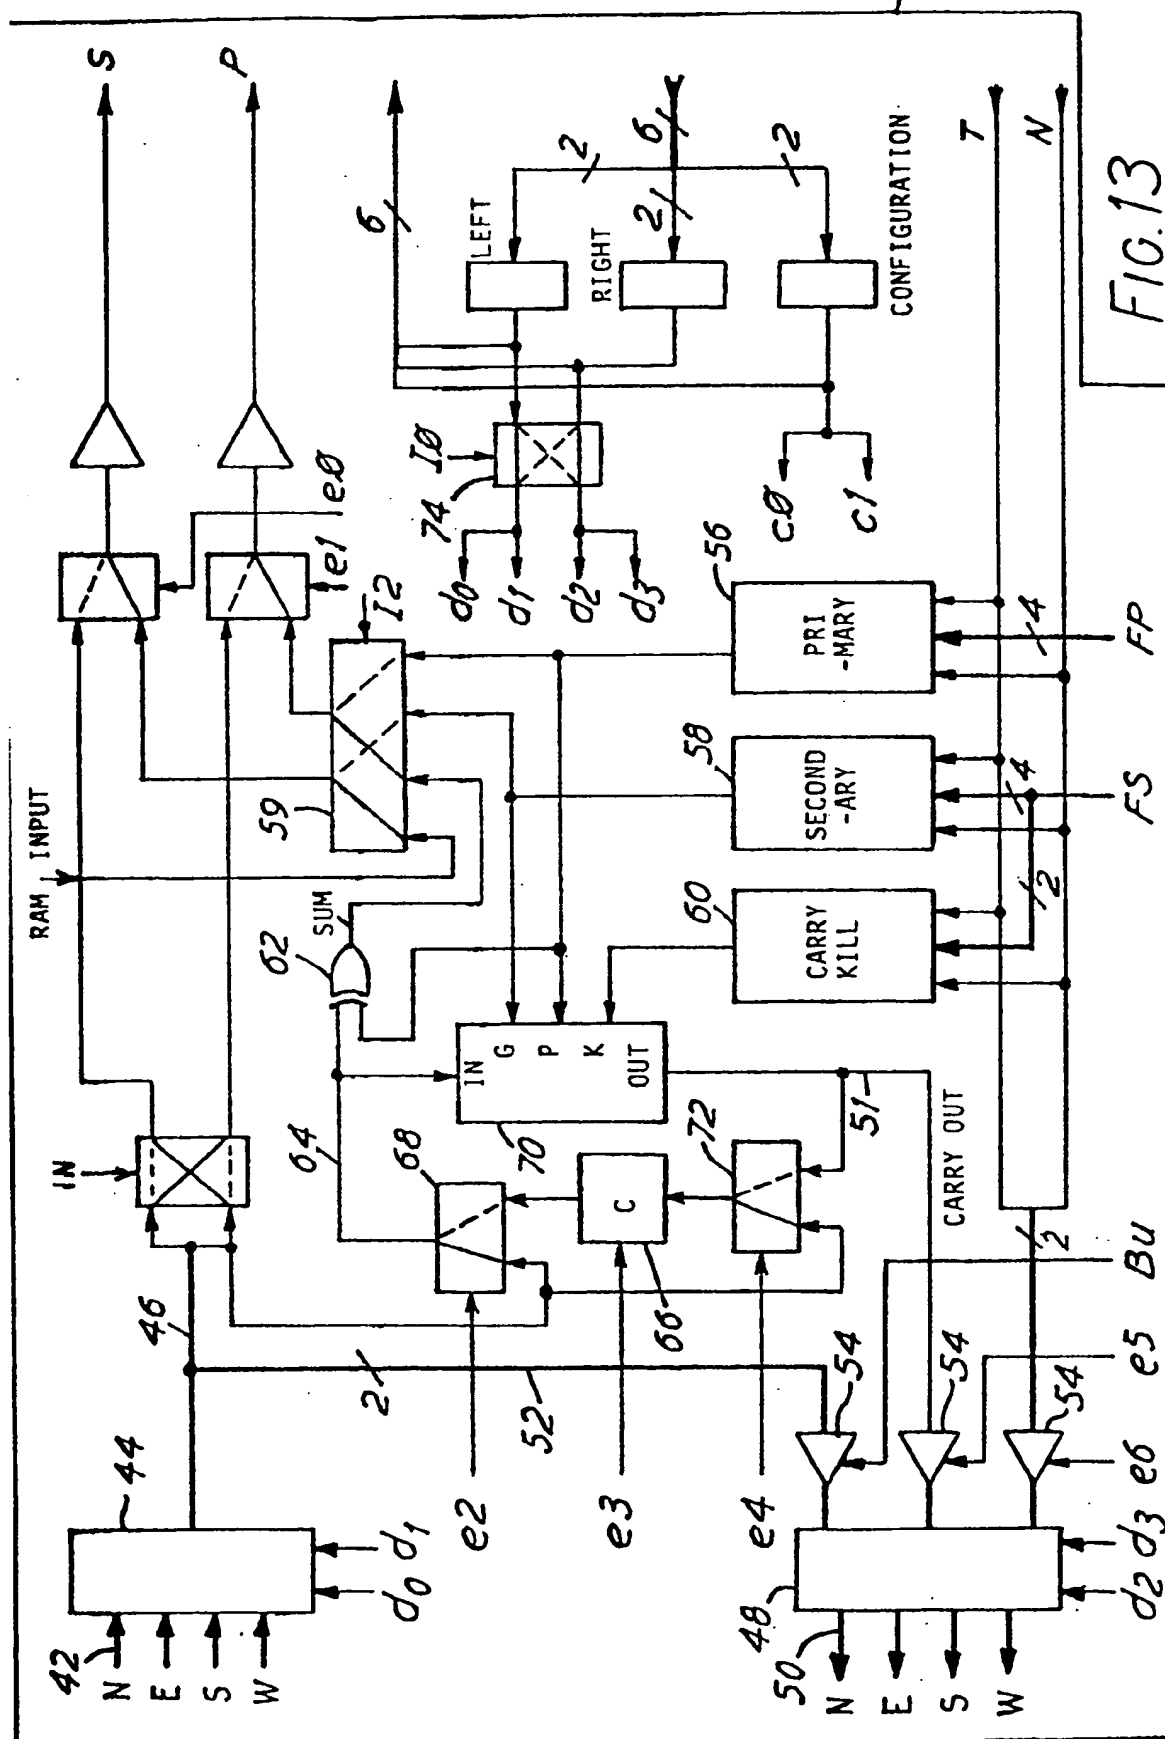 FIG. 13
S
P
6
LEFT
2
6
RIGHT
2
2
CONFIGURATION
T
N
RAM INPUT
e0
e1
I2
I0
74
d0
d1
d2
d3
c0
c1
59
56
PRI
-MARY
4
FP
58
SECOND
-ARY
4
FS
60
CARRY
KILL
2
SUM
62
IN
G
P
K
OUT
70
64
68
C
66
72
51
CARRY OUT
IN
46
2
52
2
54
54
54
Bu
e5
e6
e2
e3
e4
44
42
N
E
S
W
d0
d1
48
50
N
E
S
W
d2
d3